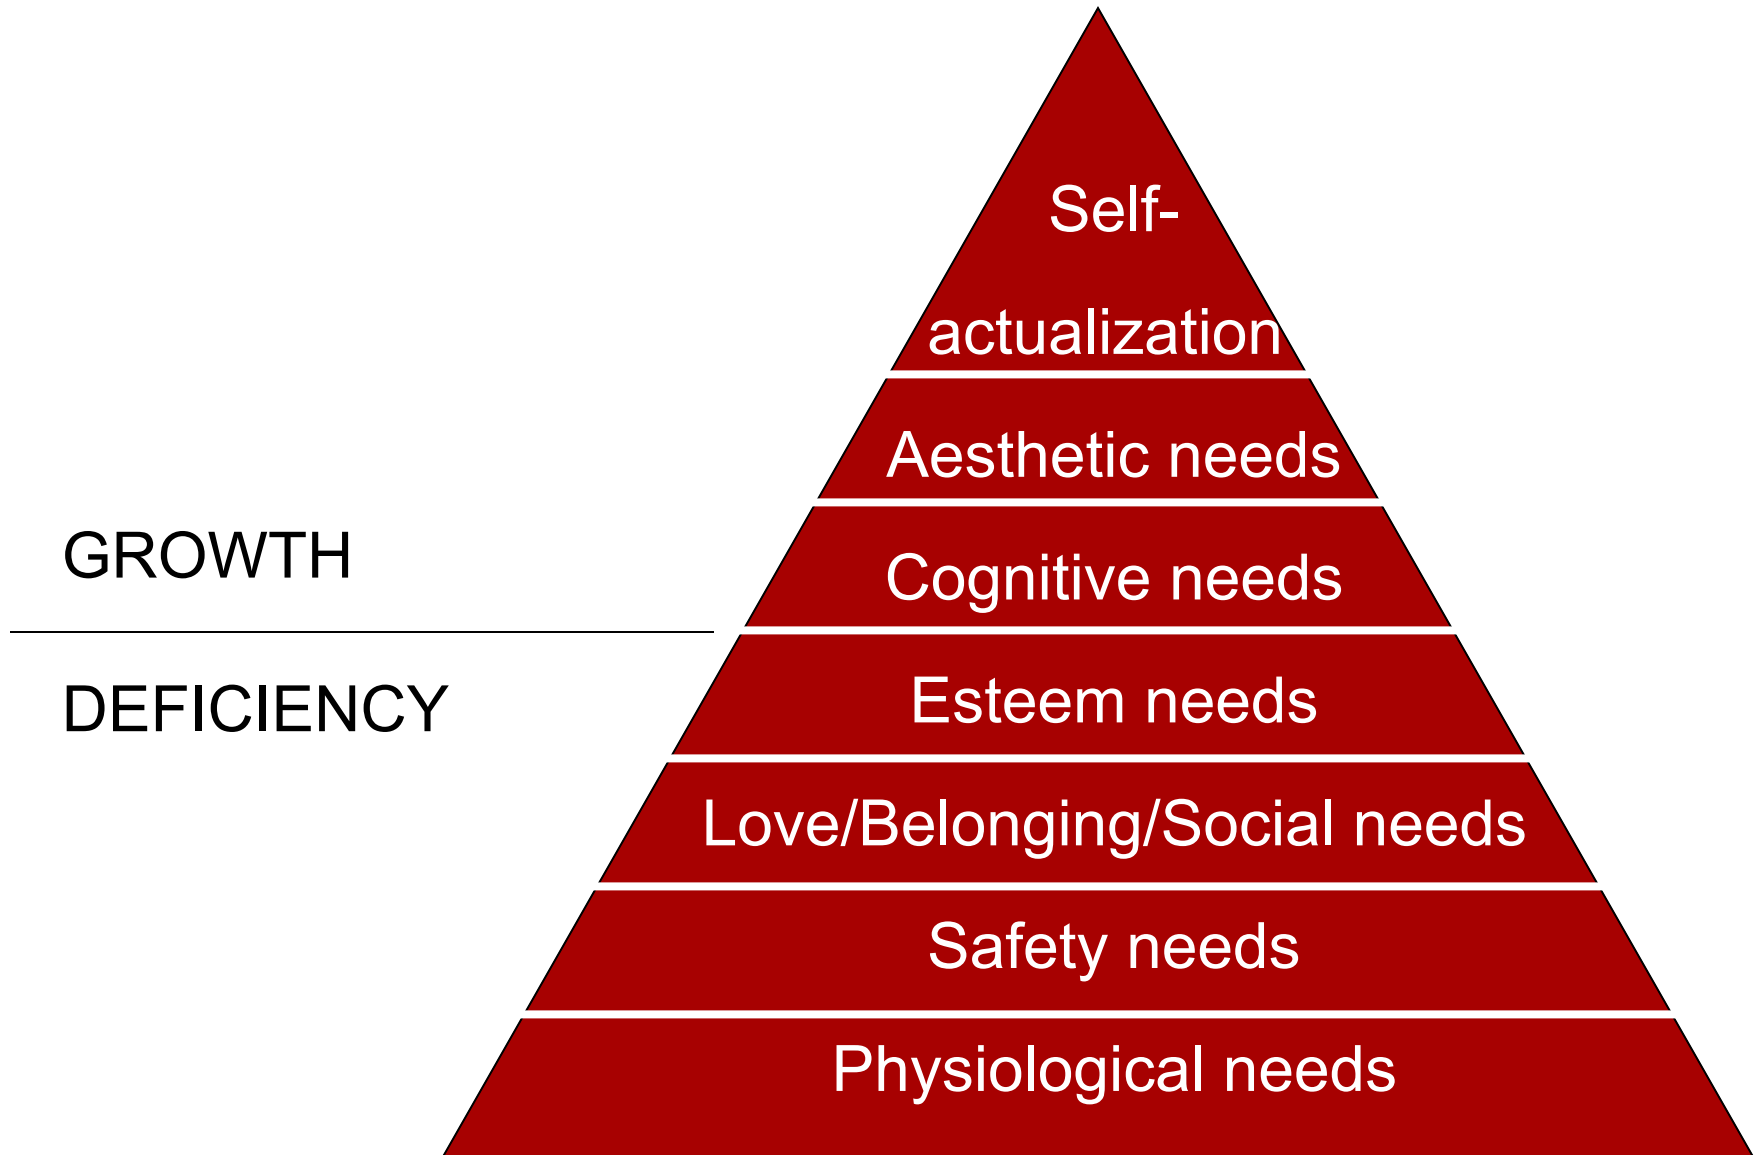 Self-
actualization
Aesthetic needs
GROWTH
Cognitive needs
DEFICIENCY
Esteem needs
Love/Belonging/Social needs
Safety needs
Physiological needs